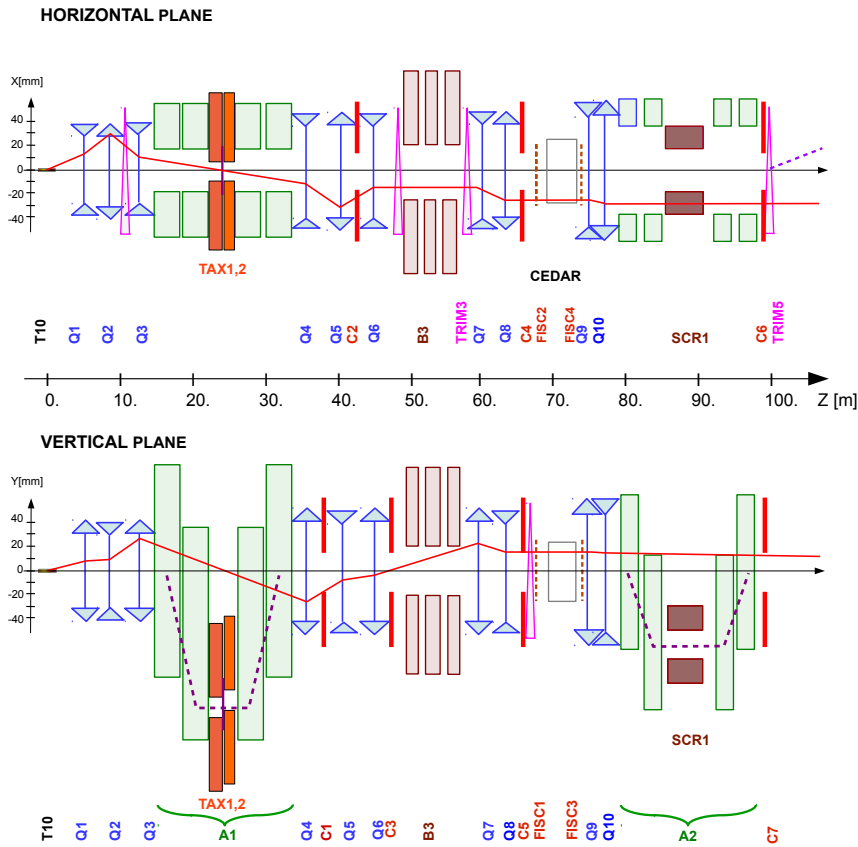 HORIZONTAL PLANE
X[mm]
40
20
0
-20
-40
TAX1,2
CEDAR
T10 Q1 Q2 Q3 Q4 Q5 C2 Q6 B3 TRIM3 Q7 Q8 C4 FISC2 FISC4 Q9 Q10 SCR1 C6 TRIM5
0. 10. 20. 30. 40. 50. 60. 70. 80. 90. 100. Z [m]
VERTICAL PLANE
Y[mm]
40
20
0
-20
-40
SCR1
TAX1,2
T10 Q1 Q2 Q3 A1 Q4 C1 Q5 Q6 C3 B3 Q7 Q8 C5 FISC1 FISC3 Q9 Q10 A2 C7